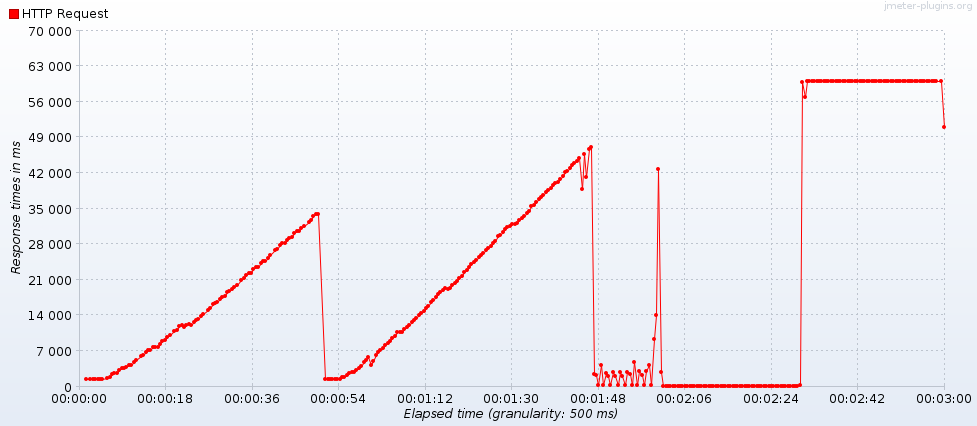 jmeter-plugins.org
HTTP Request
70 000
63 000
56 000
49 000
42 000
35 000
28 000
21 000
14 000
7 000
0
Response times in ms
00:00:00 00:00:18 00:00:36 00:00:54 00:01:12 00:01:30 00:01:48 00:02:06 00:02:24 00:02:42 00:03:00
Elapsed time (granularity: 500 ms)